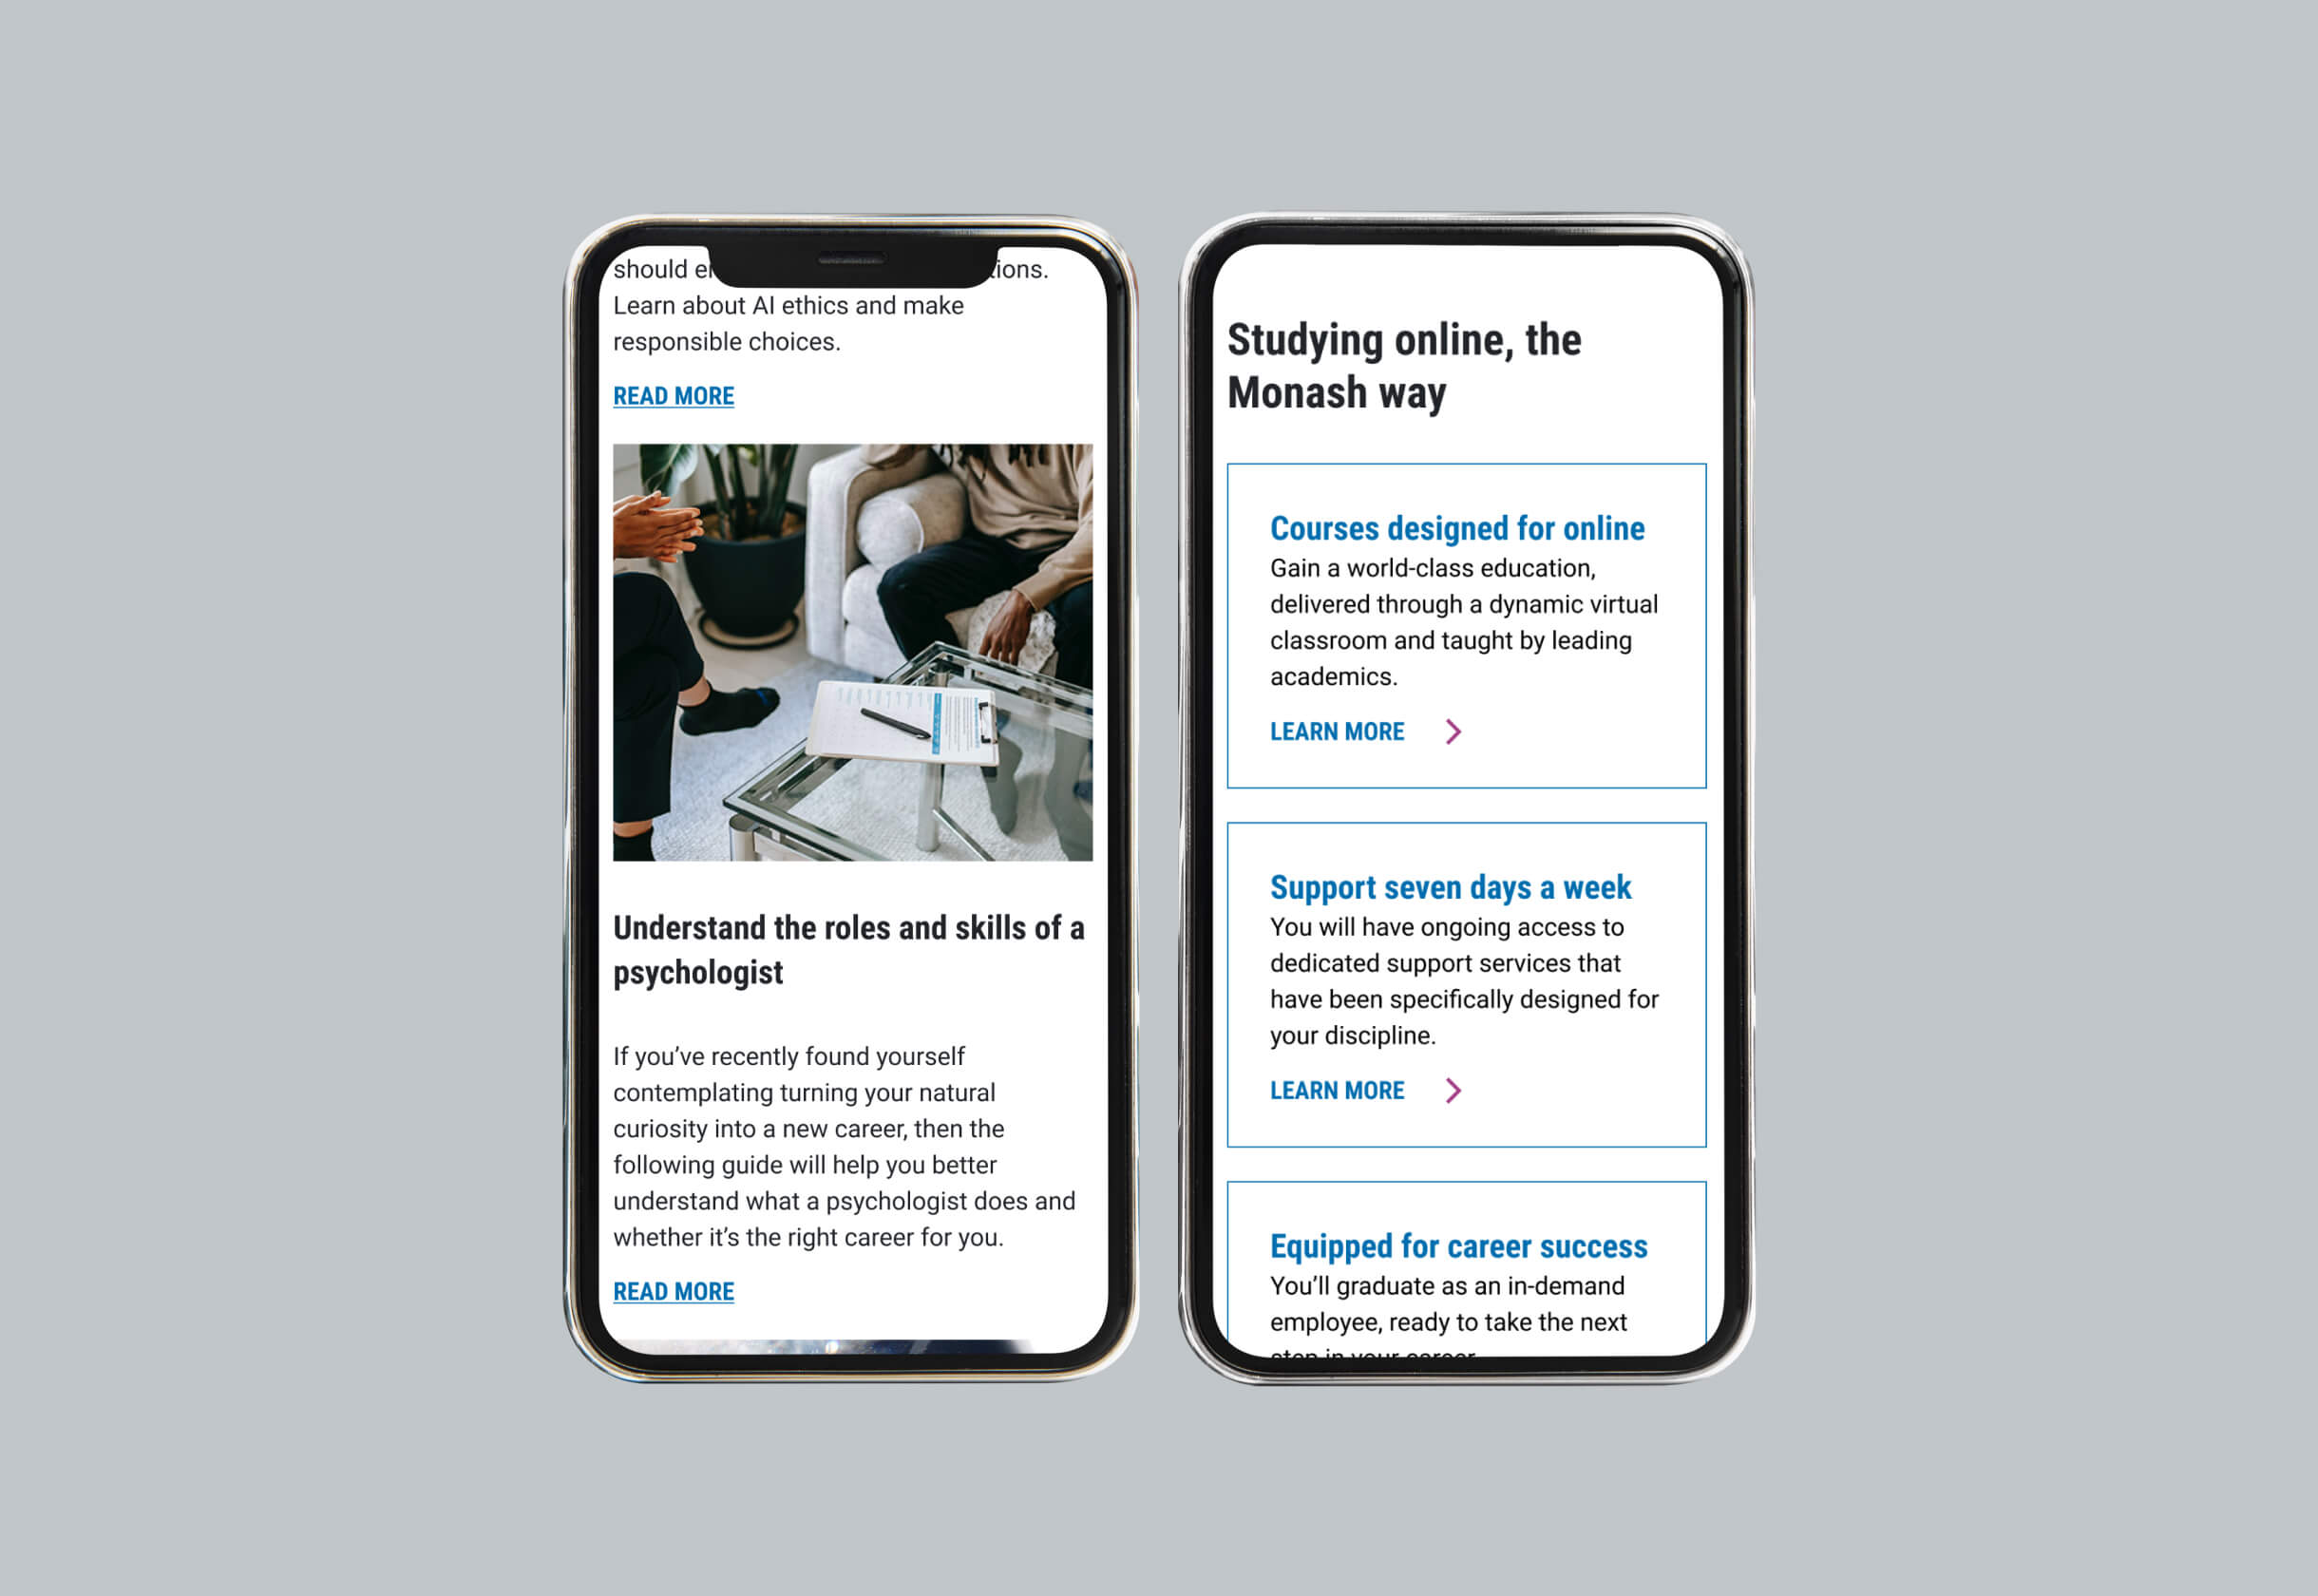 should
Learn about AI ethics and make
responsible choices.
READ MORE
Understand the roles and skills of a
psychologist
If you’ve recently found yourself
contemplating turning your natural
curiosity into a new career, then the
following guide will help you better
understand what a psychologist does and
whether it’s the right career for you.
READ MORE
Studying online, the
Monash way
Courses designed for online
Gain a world-class education,
delivered through a dynamic virtual
classroom and taught by leading
academics.
LEARN MORE
Support seven days a week
You will have ongoing access to
dedicated support services that
have been specifically designed for
your discipline.
LEARN MORE
Equipped for career success
You’ll graduate as an in-demand
employee, ready to take the next
step in your career